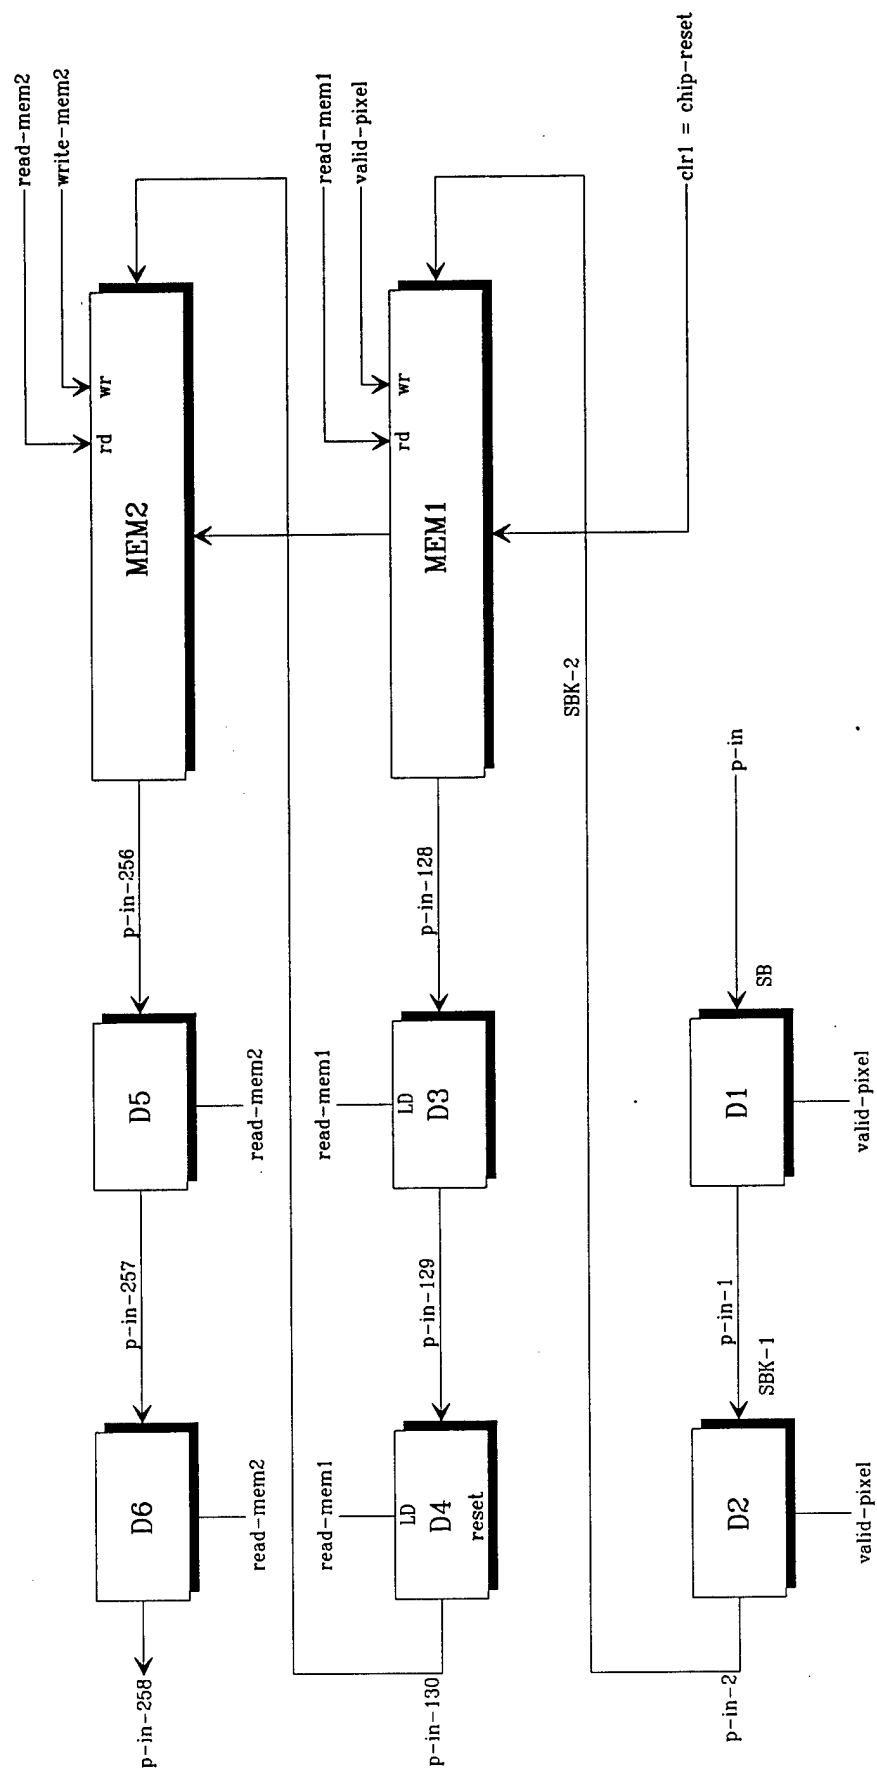 read-mem2
write-mem2
wr
rd
MEM2
p-in-256
D5
read-mem2
p-in-257
D6
read-mem2
p-in-258
read-mem1
valid-pixel
wr
rd
MEM1
p-in-128
read-mem1
LD
D3
p-in-129
read-mem1
LD
D4
reset
p-in-130
clr1 = chip-reset
SBK-2
p-in
SB
D1
valid-pixel
p-in-1
SBK-1
D2
valid-pixel
p-in-2